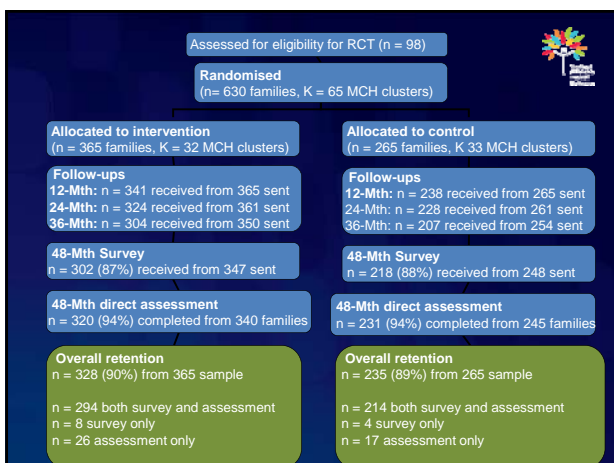 Assessed for eligibility for RCT (n = 98)
Randomised
(n= 630 families, K = 65 MCH clusters)
Allocated to intervention
(n = 365 families, K = 32 MCH clusters)
Follow-ups
12-Mth: n = 341 received from 365 sent
24-Mth: n = 324 received from 361 sent
36-Mth: n = 304 received from 350 sent
48-Mth Survey
n = 302 (87%) received from 347 sent
48-Mth direct assessment
n = 320 (94%) completed from 340 families
Overall retention
n = 328 (90%) from 365 sample
n = 294 both survey and assessment
n = 8 survey only
n = 26 assessment only
Allocated to control
(n = 265 families, K 33 MCH clusters)
Follow-ups
12-Mth: n = 238 received from 265 sent
24-Mth: n = 228 received from 261 sent
36-Mth: n = 207 received from 254 sent
48-Mth Survey
n = 218 (88%) received from 248 sent
48-Mth direct assessment
n = 231 (94%) completed from 245 families
Overall retention
n = 235 (89%) from 265 sample
n = 214 both survey and assessment
n = 4 survey only
n = 17 assessment only